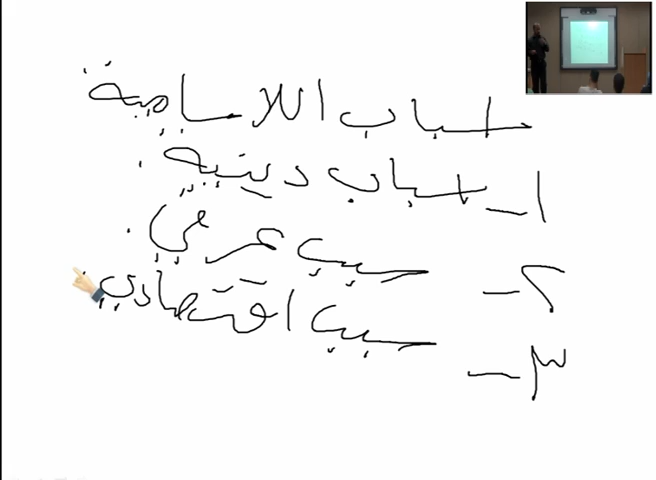 اسباب اللاسامية
١- اسباب دينية.
٢- سبب عرقي.
٣- سبب اقتصادي.